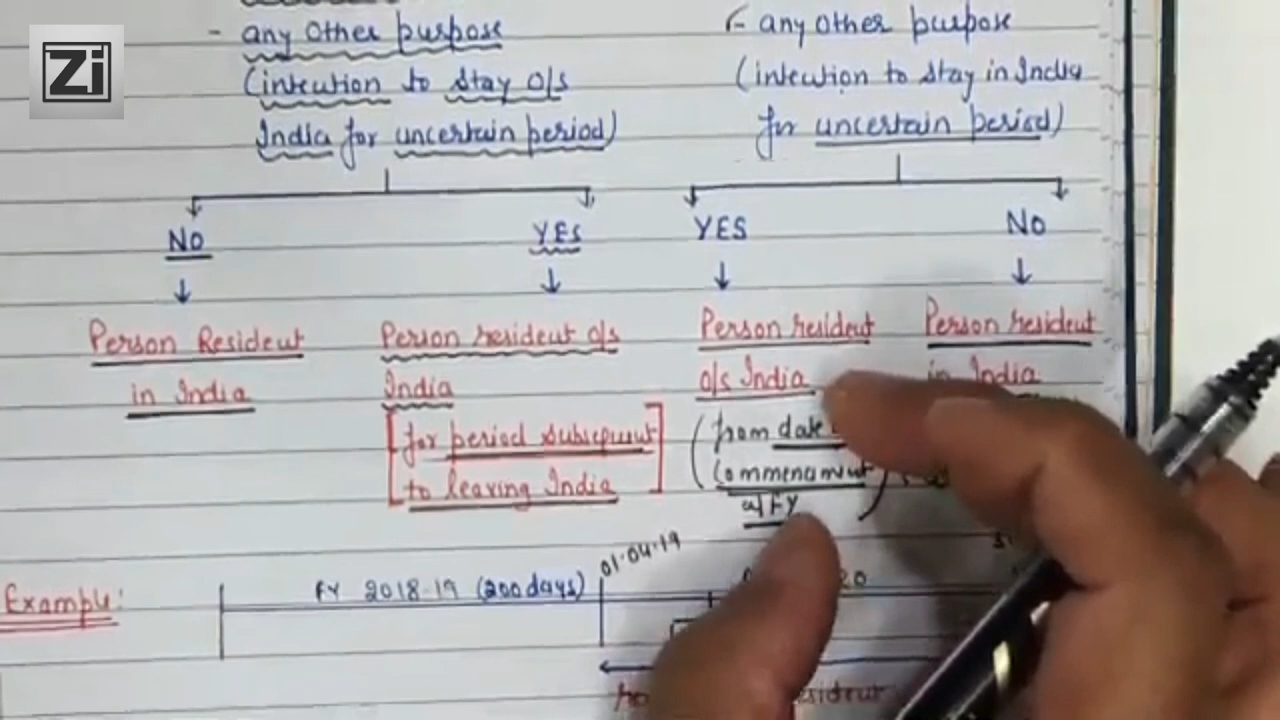 Zi
- any other purpose
(intention to stay o/s
India for uncertain period)
- any other purpose
(intention to stay in India
for uncertain period)
NO
YES
YES
NO
Person Resident
in India
Person resident o/s
India
[for period subsequent
to leaving India]
Person resident
o/s India
(from date
Commencement
of FY
Person resident
in India
Example:
FY 2018-19 (200 days)
01.04.19
20